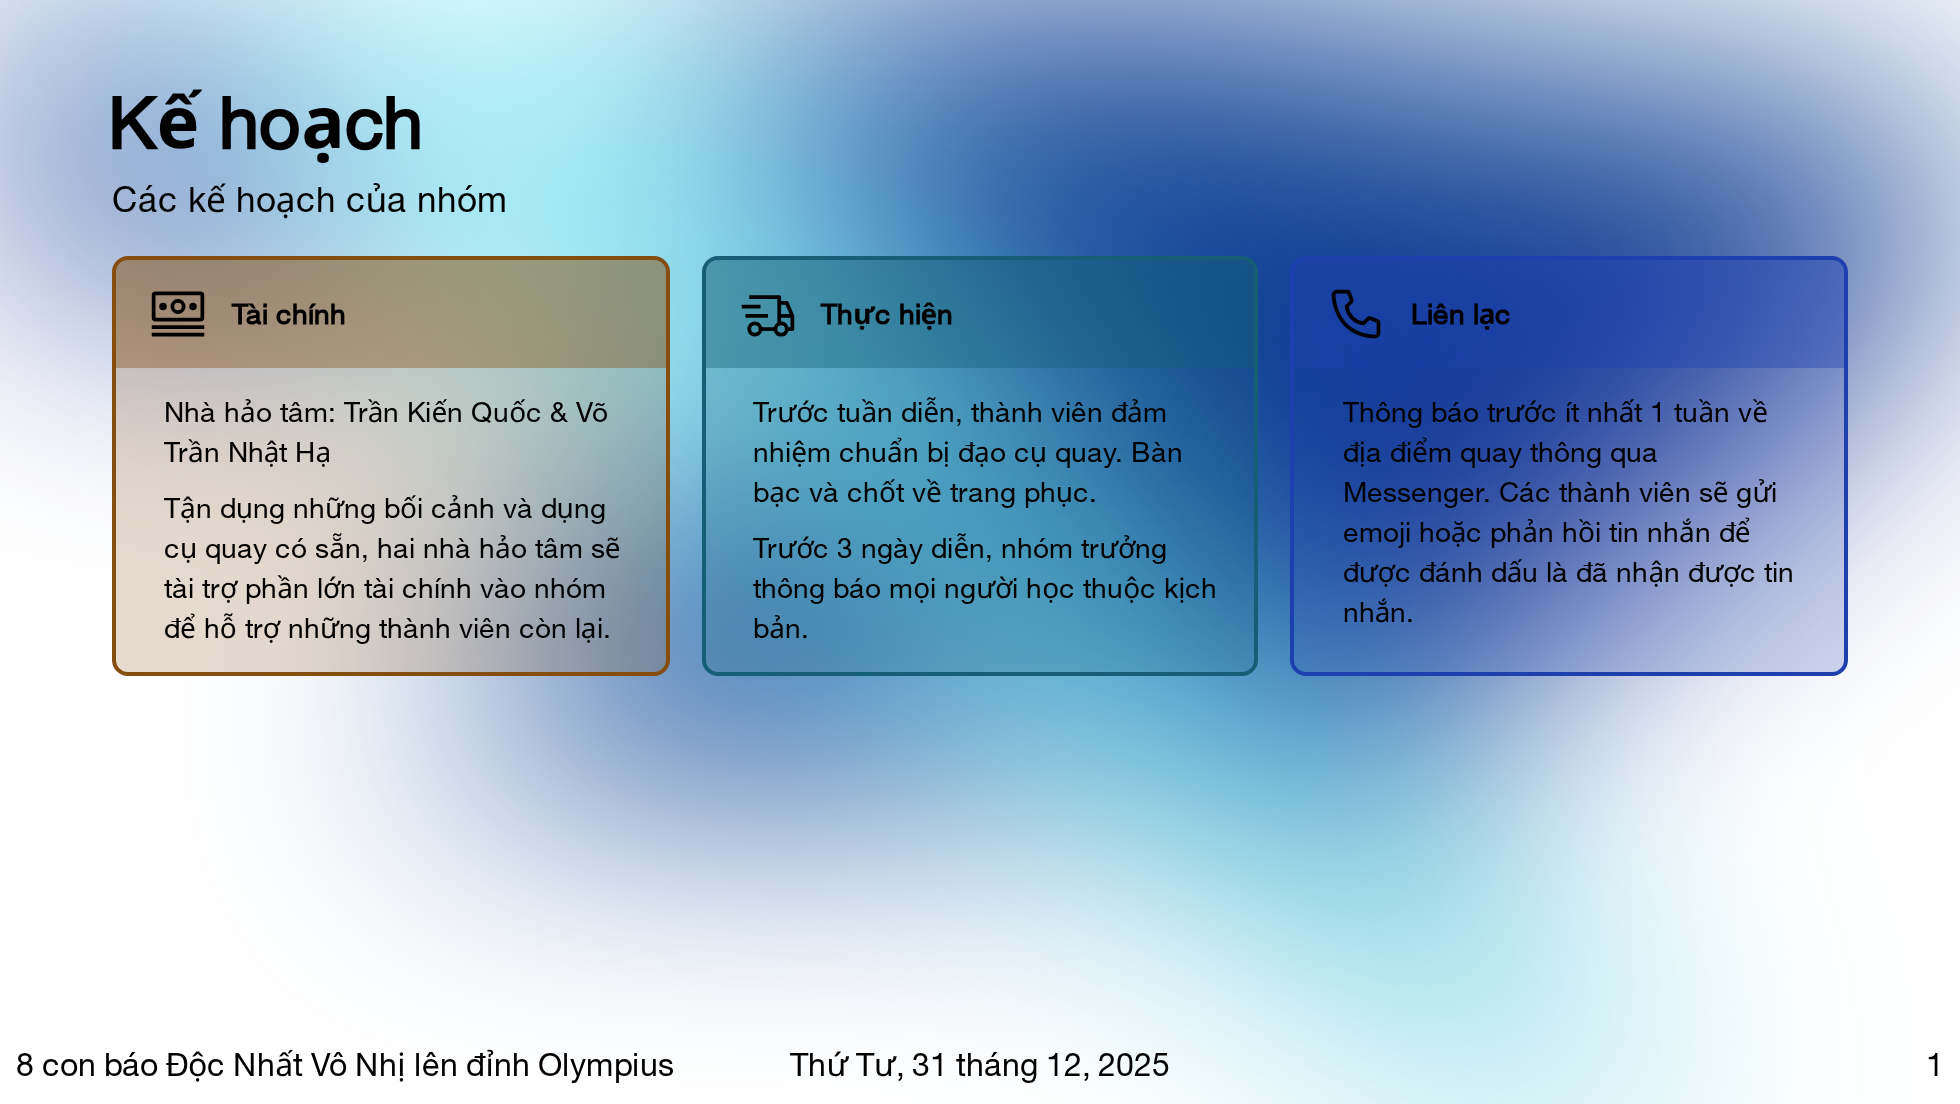 Kế hoạch
Các kế hoạch của nhóm
Tài chính
Nhà hảo tâm: Trần Kiến Quốc & Võ
Trần Nhật Hạ
Tận dụng những bối cảnh và dụng
cụ quay có sẵn, hai nhà hảo tâm sẽ
tài trợ phần lớn tài chính vào nhóm
để hỗ trợ những thành viên còn lại.
Thực hiện
Trước tuần diễn, thành viên đảm
nhiệm chuẩn bị đạo cụ quay. Bàn
bạc và chốt về trang phục.
Trước 3 ngày diễn, nhóm trưởng
thông báo mọi người học thuộc kịch
bản.
Liên lạc
Thông báo trước ít nhất 1 tuần về
địa điểm quay thông qua
Messenger. Các thành viên sẽ gửi
emoji hoặc phản hồi tin nhắn để
được đánh dấu là đã nhận được tin
nhắn.
8 con báo Độc Nhất Vô Nhị lên đỉnh Olympius
Thứ Tư, 31 tháng 12, 2025
1